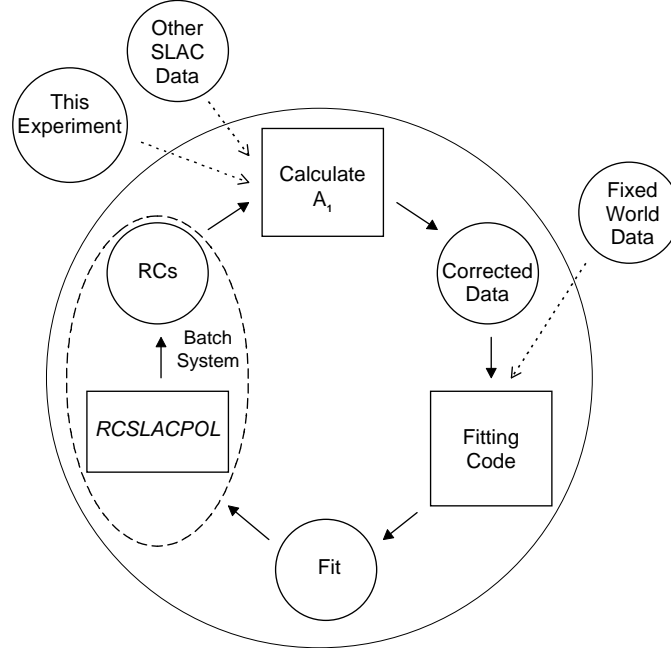 Other
SLAC
Data
This
Experiment
Calculate
A₁
Fixed
World
Data
RCs
Corrected
Data
Batch
System
RCSLACPOL
Fitting
Code
Fit